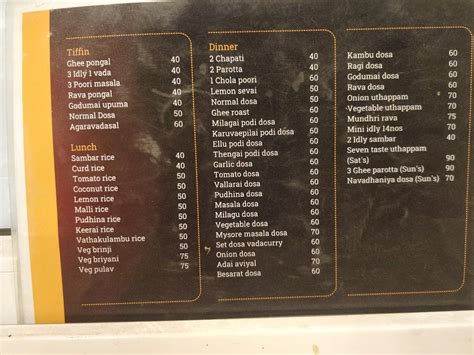 Tiffin
Ghee pongal 40
3 Idly 1 vada 40
3 Poori masala 40
Rava pongal 40
Godumai upuma 40
Normal Dosa 50
Agaravadasal 60
Lunch
Sambar rice 40
Curd rice 40
Tomato rice 50
Coconut rice 50
Lemon rice 50
Malli rice 50
Pudhina rice 50
Keerai rice 50
Vathakulambu rice 50
Veg brinji 50
Veg briyani 75
Veg pulav 75
Dinner
2 Chapati 40
2 Parotta 40
1 Chola poori 60
Lemon sevai 50
Normal dosa 50
Ghee roast 60
Milagai podi dosa 60
Karuvaepilai podi dosa 60
Ellu podi dosa 60
Thengai podi dosa 60
Garlic dosa 60
Tomato dosa 60
Vallarai dosa 60
Pudhina dosa 60
Masala dosa 60
Milagu dosa 60
Vegetable dosa 60
Mysore masala dosa 70
Set dosa vadacurry 60
Onion dosa 60
Adai aviyal 60
Besarat dosa 60
Kambu dosa 60
Ragi dosa 60
Godumai dosa 60
Rava dosa 60
Onion uthappam 70
Vegetable uthappam 70
Mundhri rava 75
Mini idly 14nos 70
2 Idly sambar 40
Seven taste uthappam
(Sat's) 90
3 Ghee parotta (Sun's) 90
Navadhaniya dosa (Sun's) 70